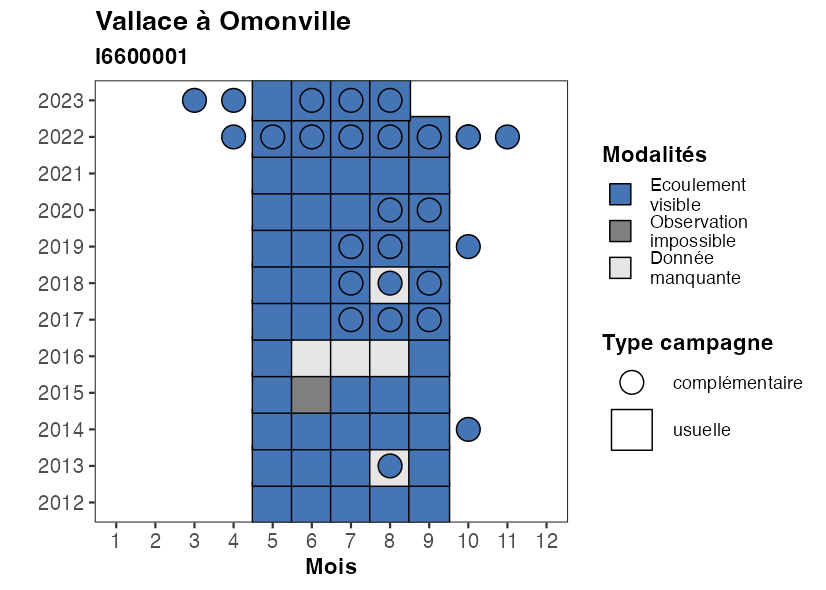 Vallace à Omonville
I6600001
2023
2022
2021
2020
2019
2018
2017
2016
2015
2014
2013
2012
1 2 3 4 5 6 7 8 9 10 11 12
Mois
Modalités
Ecoulement
visible
Observation
impossible
Donnée
manquante
Type campagne
complémentaire
usuelle